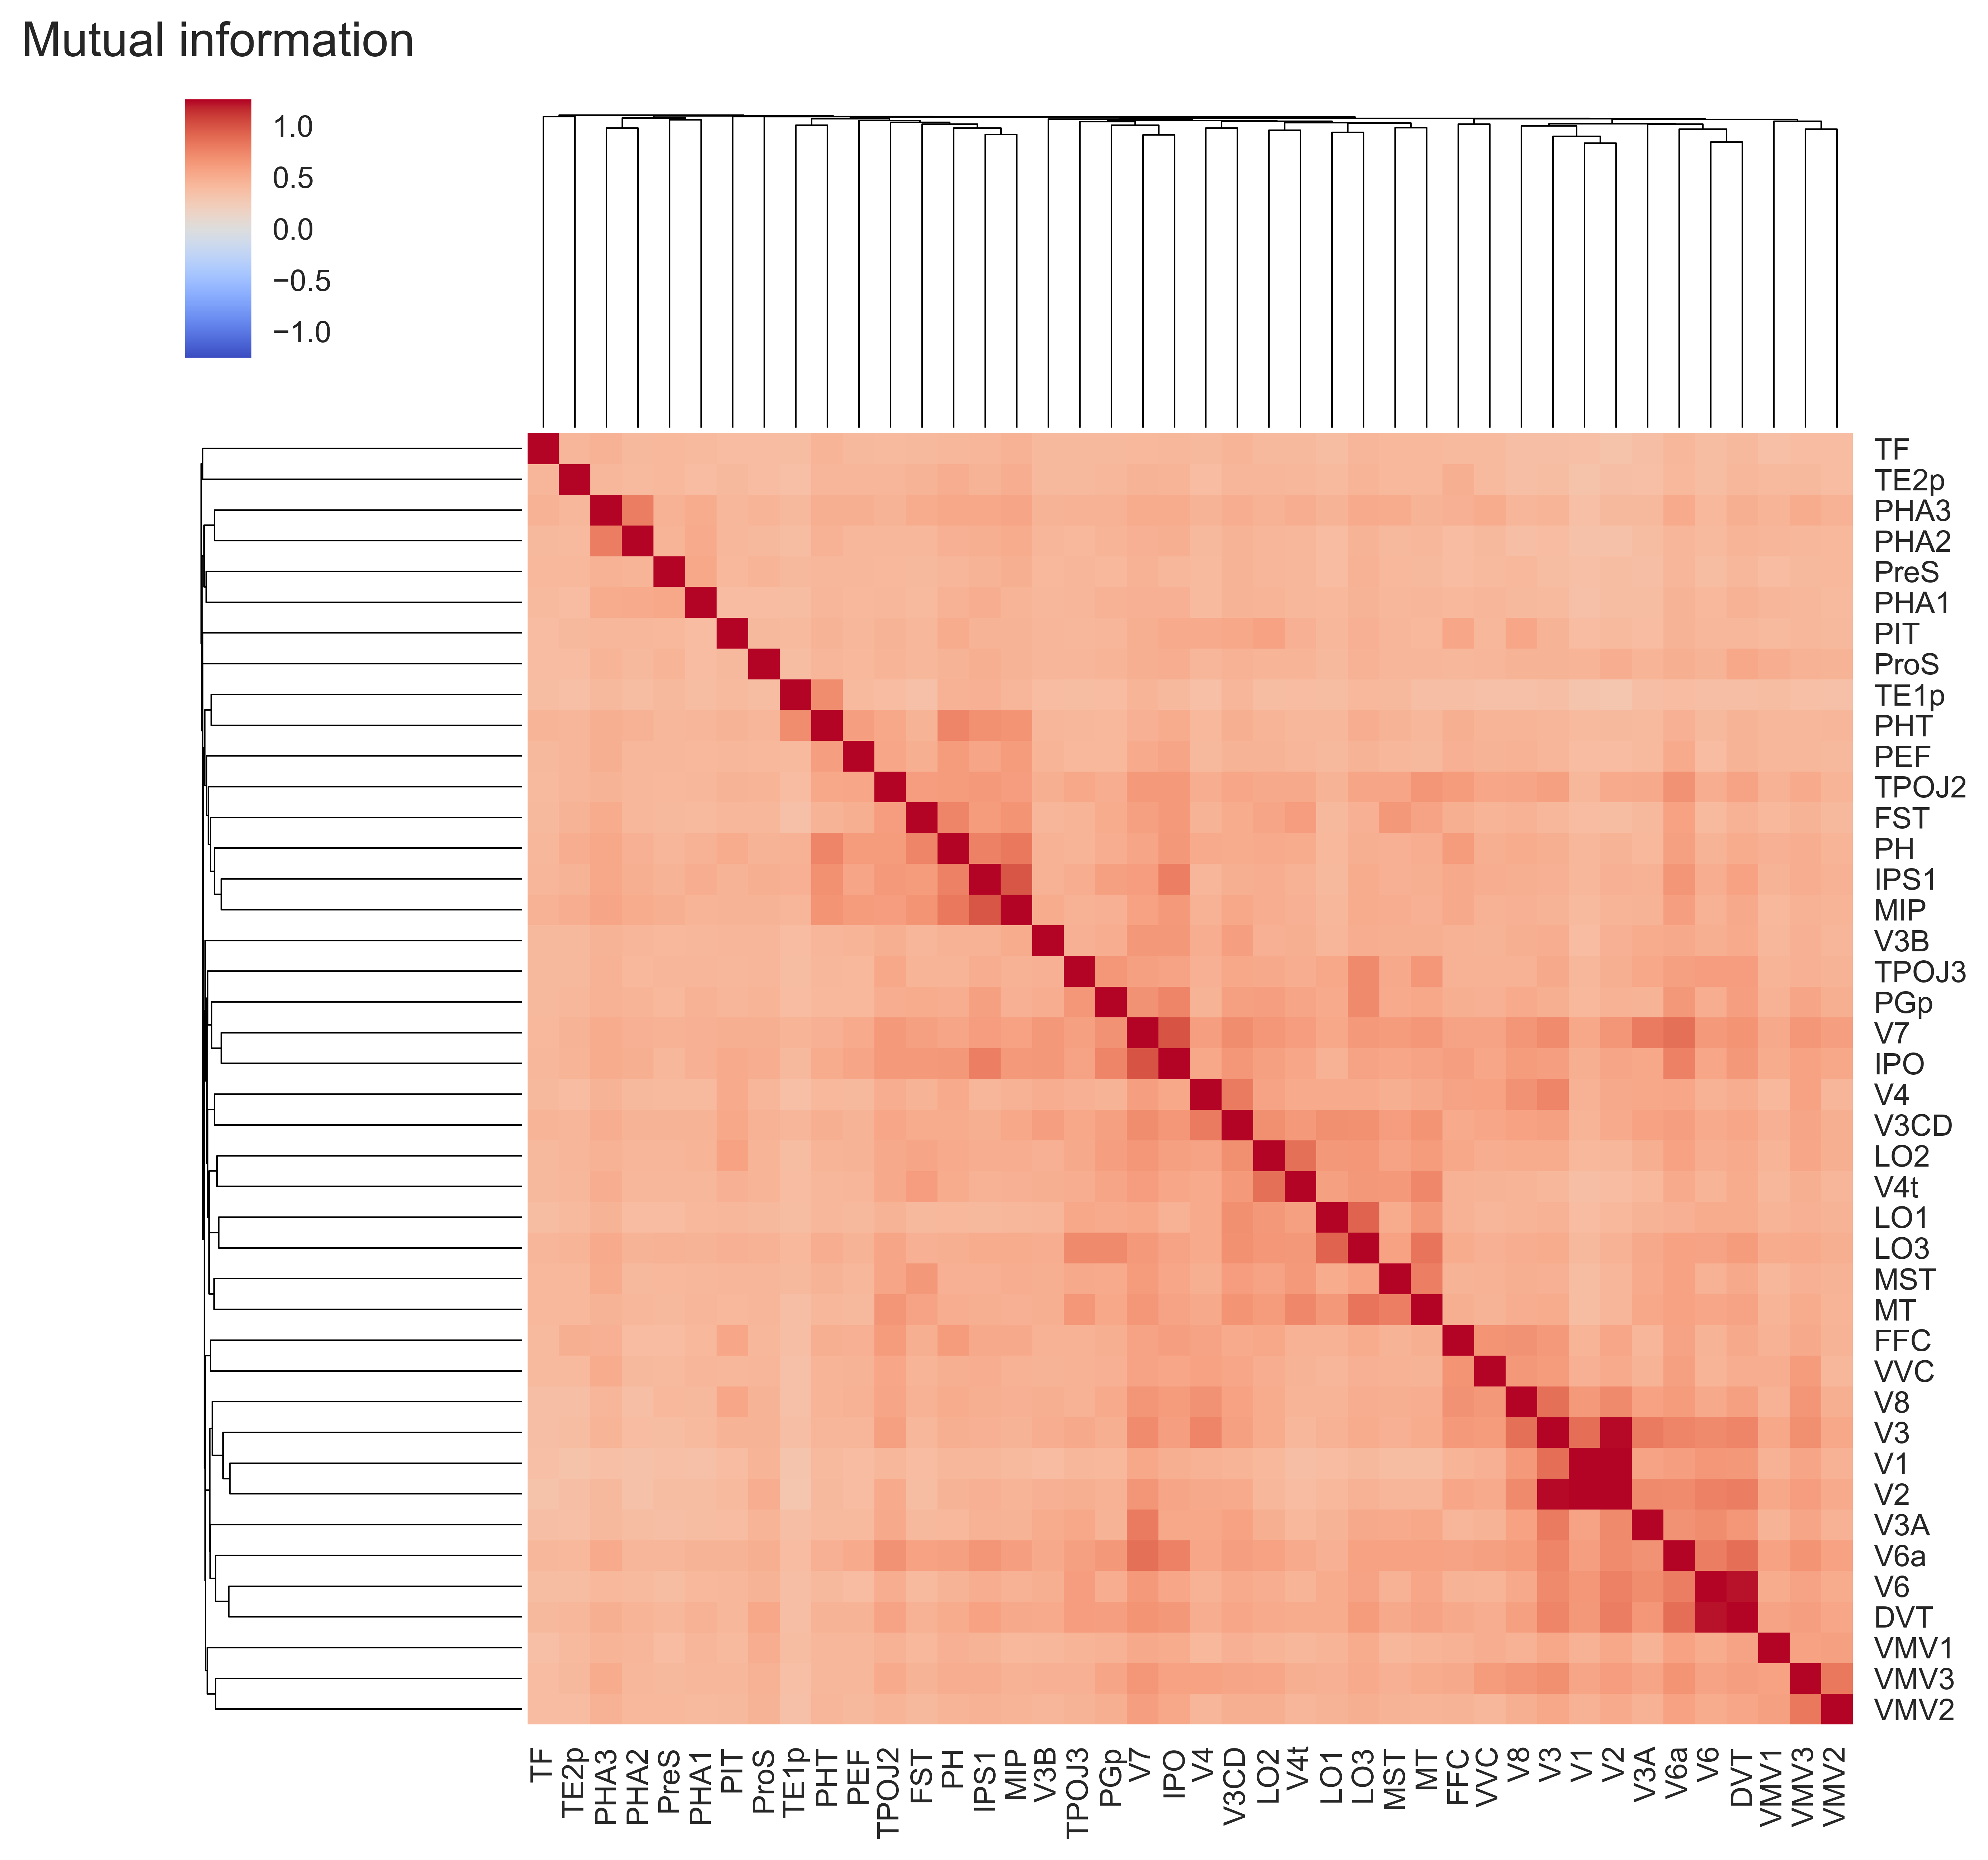 Mutual information
1.0
0.5
0.0
−0.5
−1.0
TF
TE2p
PHA3
PHA2
PreS
PHA1
PIT
ProS
TE1p
PHT
PEF
TPOJ2
FST
PH
IPS1
MIP
V3B
TPOJ3
PGp
V7
IPO
V4
V3CD
LO2
V4t
LO1
LO3
MST
MT
FFC
VVC
V8
V3
V1
V2
V3A
V6a
V6
DVT
VMV1
VMV3
VMV2
TF
TE2p
PHA3
PHA2
PreS
PHA1
PIT
ProS
TE1p
PHT
PEF
TPOJ2
FST
PH
IPS1
MIP
V3B
TPOJ3
PGp
V7
IPO
V4
V3CD
LO2
V4t
LO1
LO3
MST
MT
FFC
VVC
V8
V3
V1
V2
V3A
V6a
V6
DVT
VMV1
VMV3
VMV2